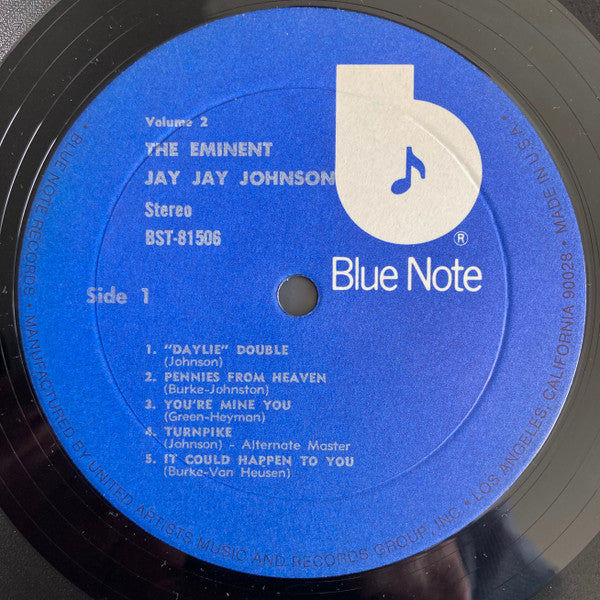 Volume 2
THE EMINENT
JAY JAY JOHNSON
Stereo
BST-81506
Side 1
b
®
Blue Note
1. "DAYLIE" DOUBLE
(Johnson)
2. PENNIES FROM HEAVEN
(Burke-Johnston)
3. YOU'RE MINE YOU
(Green-Heyman)
4. TURNPIKE
(Johnson) - Alternate Master
5. IT COULD HAPPEN TO YOU
(Burke-Van Heusen)
• BLUE NOTE RECORDS • MANUFACTURED BY UNITED ARTISTS MUSIC AND RECORDS GROUP, INC. • LOS ANGELES, CALIFORNIA 90028 • MADE IN U.S.A. •